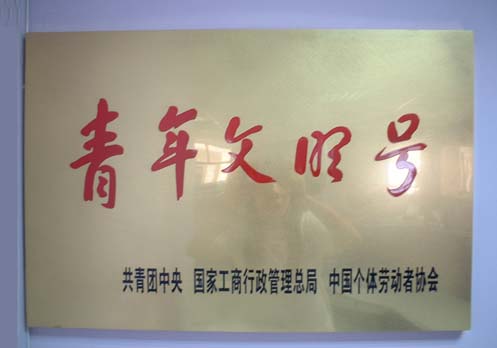 青年文明号
共青团中央 国家工商行政管理总局 中国个体劳动者协会